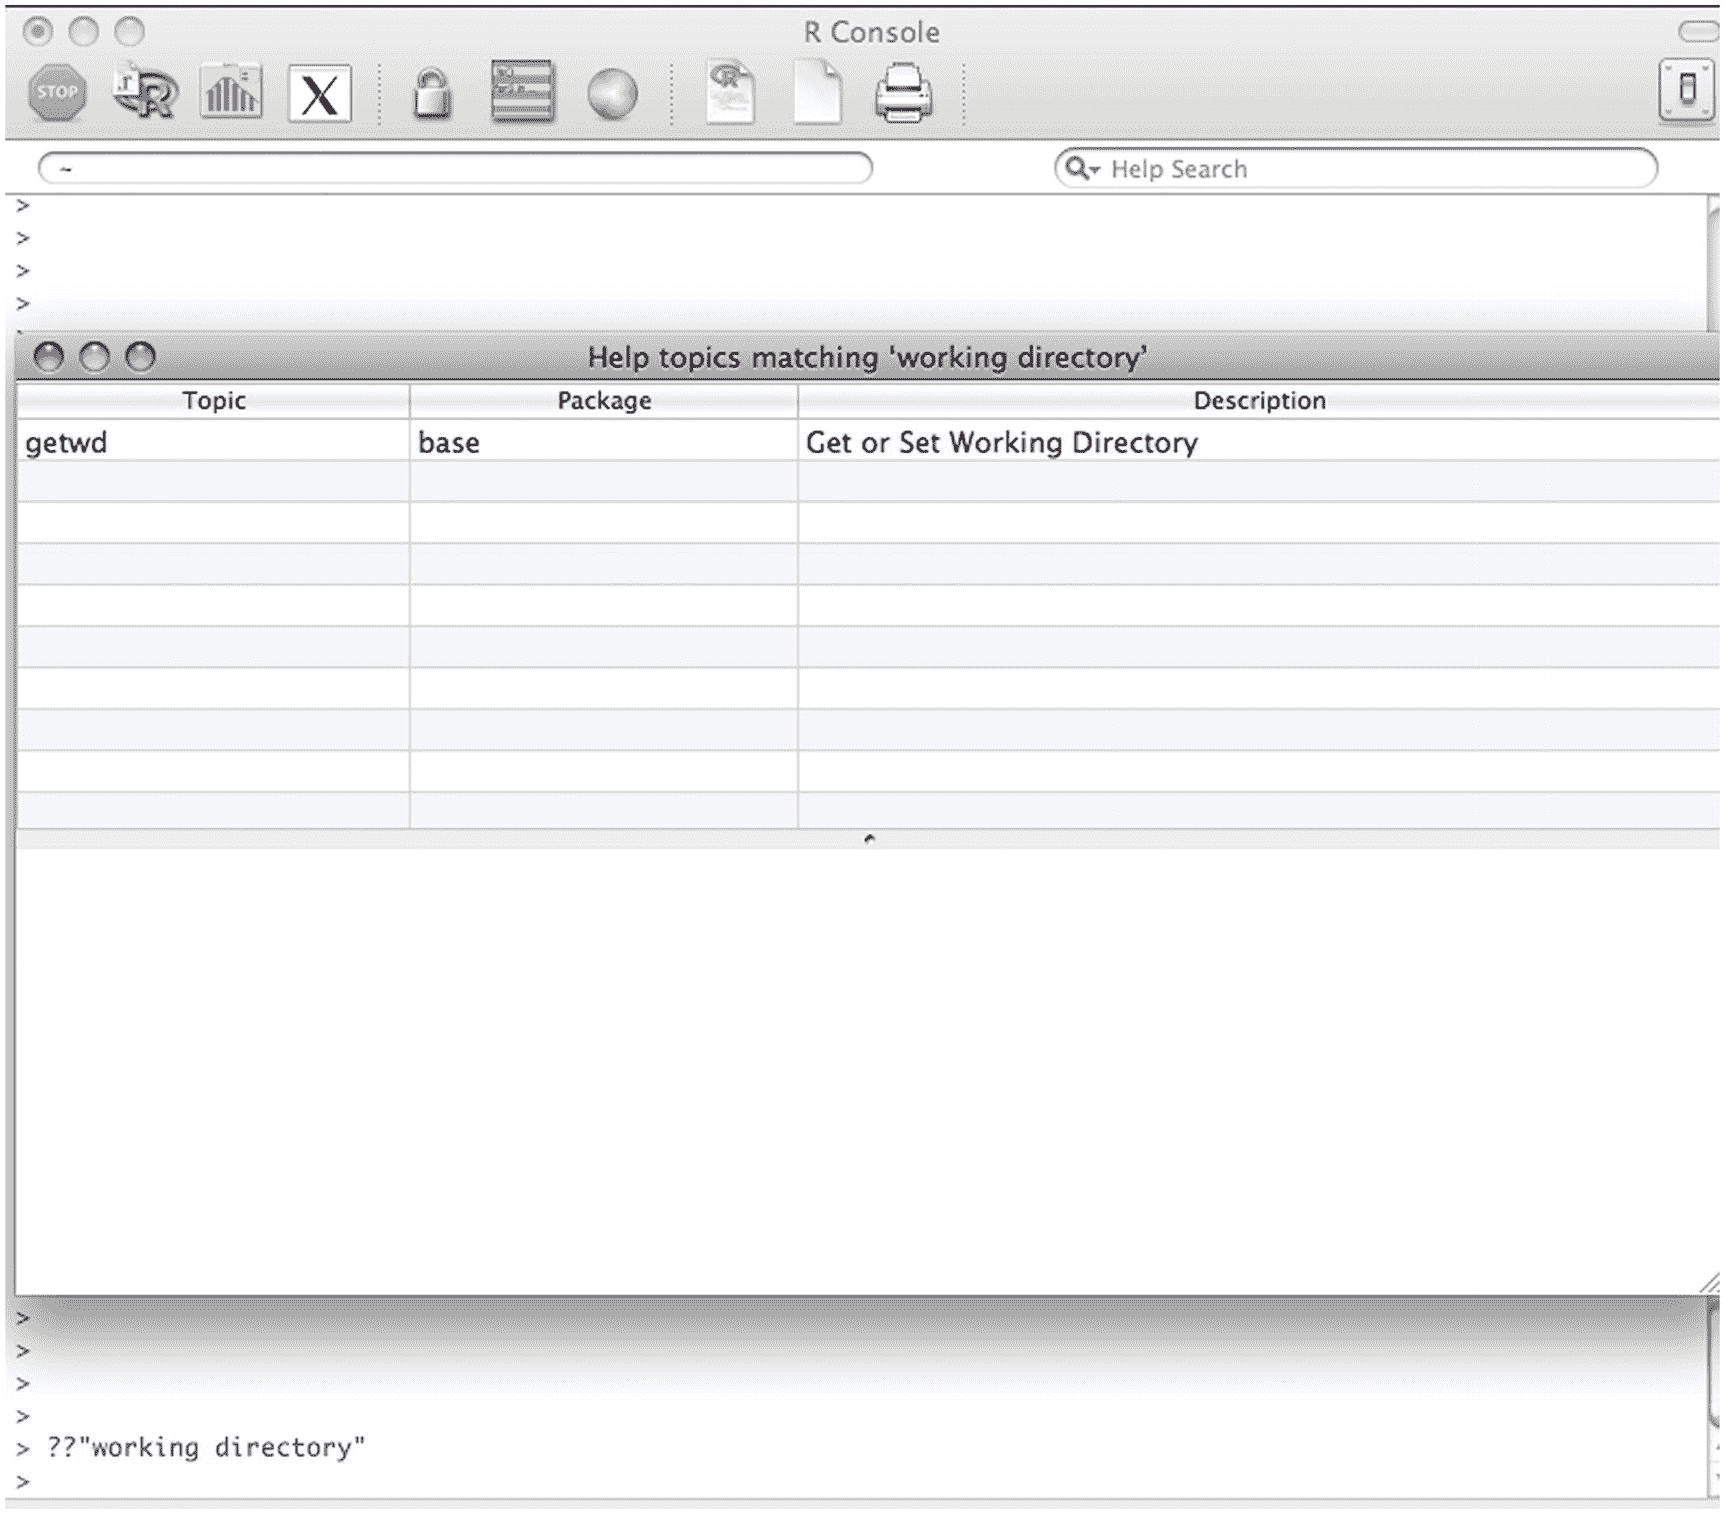 R Console
STOP
X
~
Help Search
>
>
>
>
Help topics matching ‘working directory’
Topic Package Description
getwd base Get or Set Working Directory
>
>
>
>
> ??"working directory"
>